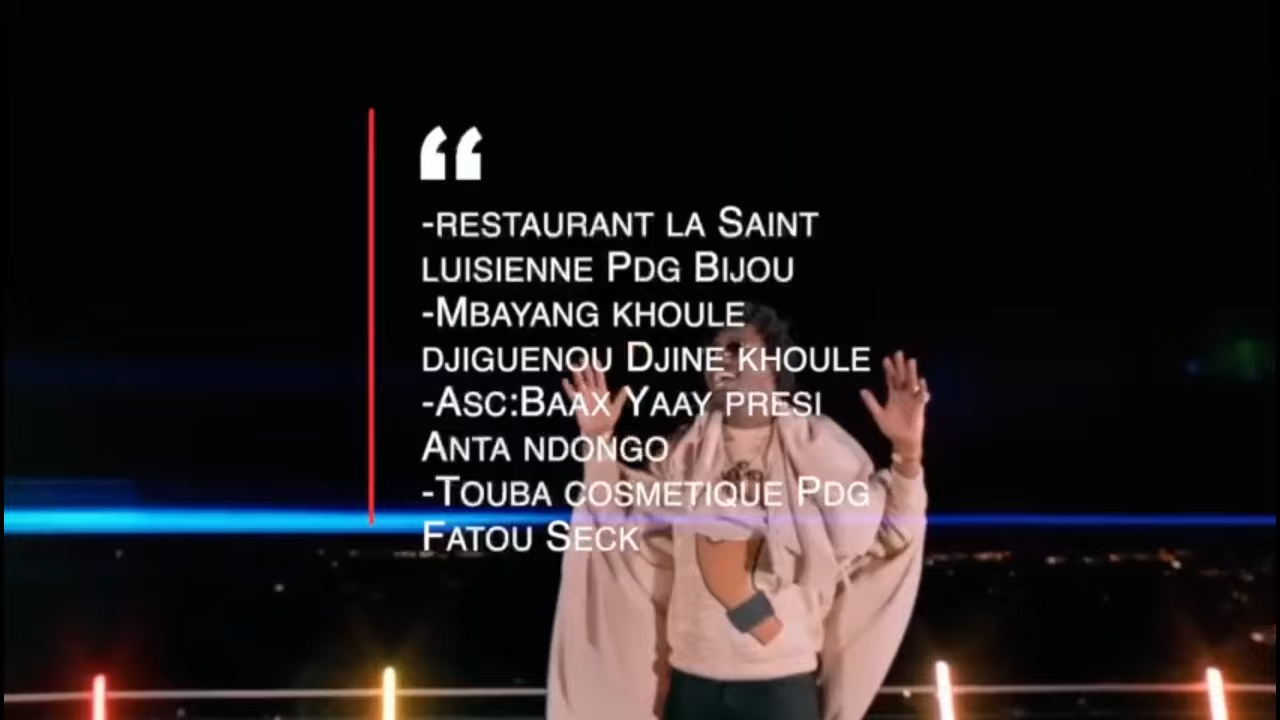 “
-restaurant la Saint
luisienne Pdg Bijou
-Mbayang khoule
djiguenou Djine khoule
-Asc:Baax Yaay presi
Anta ndongo
-Touba cosmetique Pdg
Fatou Seck